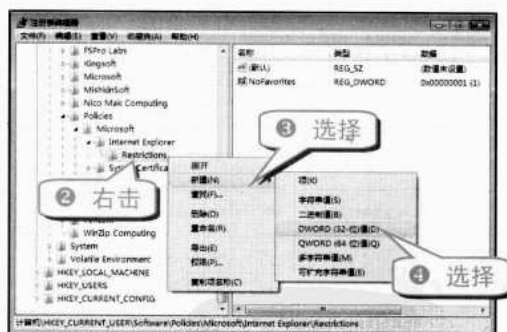 注册表编辑器
文件(F) 编辑(E) 查看(V) 收藏夹(A) 帮助(H)
FSPro Labs
Kingsoft
Microsoft
MishkinSoft
Nico Mak Computing
Policies
Microsoft
Internet Explorer
Restrictions
System Certifica
WinZip Computing
System
Volatile Environment
HKEY_LOCAL_MACHINE
HKEY_USERS
HKEY_CURRENT_CONFIG
名称 类型 数据
(默认) REG_SZ (数值未设置)
NoFavorites REG_DWORD 0x00000001 (1)
❷ 右击
❸ 选择
展开
新建(N)
查找(F)...
删除(D)
重命名(R)
导出(E)
权限(P)...
复制项名称(C)
项(K)
字符串值(S)
二进制值(B)
DWORD (32-位)值(D)
QWORD (64 位)值(Q)
多字符串值(M)
可扩充字符串值(E)
❹ 选择
计算机\HKEY_CURRENT_USER\Software\Policies\Microsoft\Internet Explorer\Restrictions